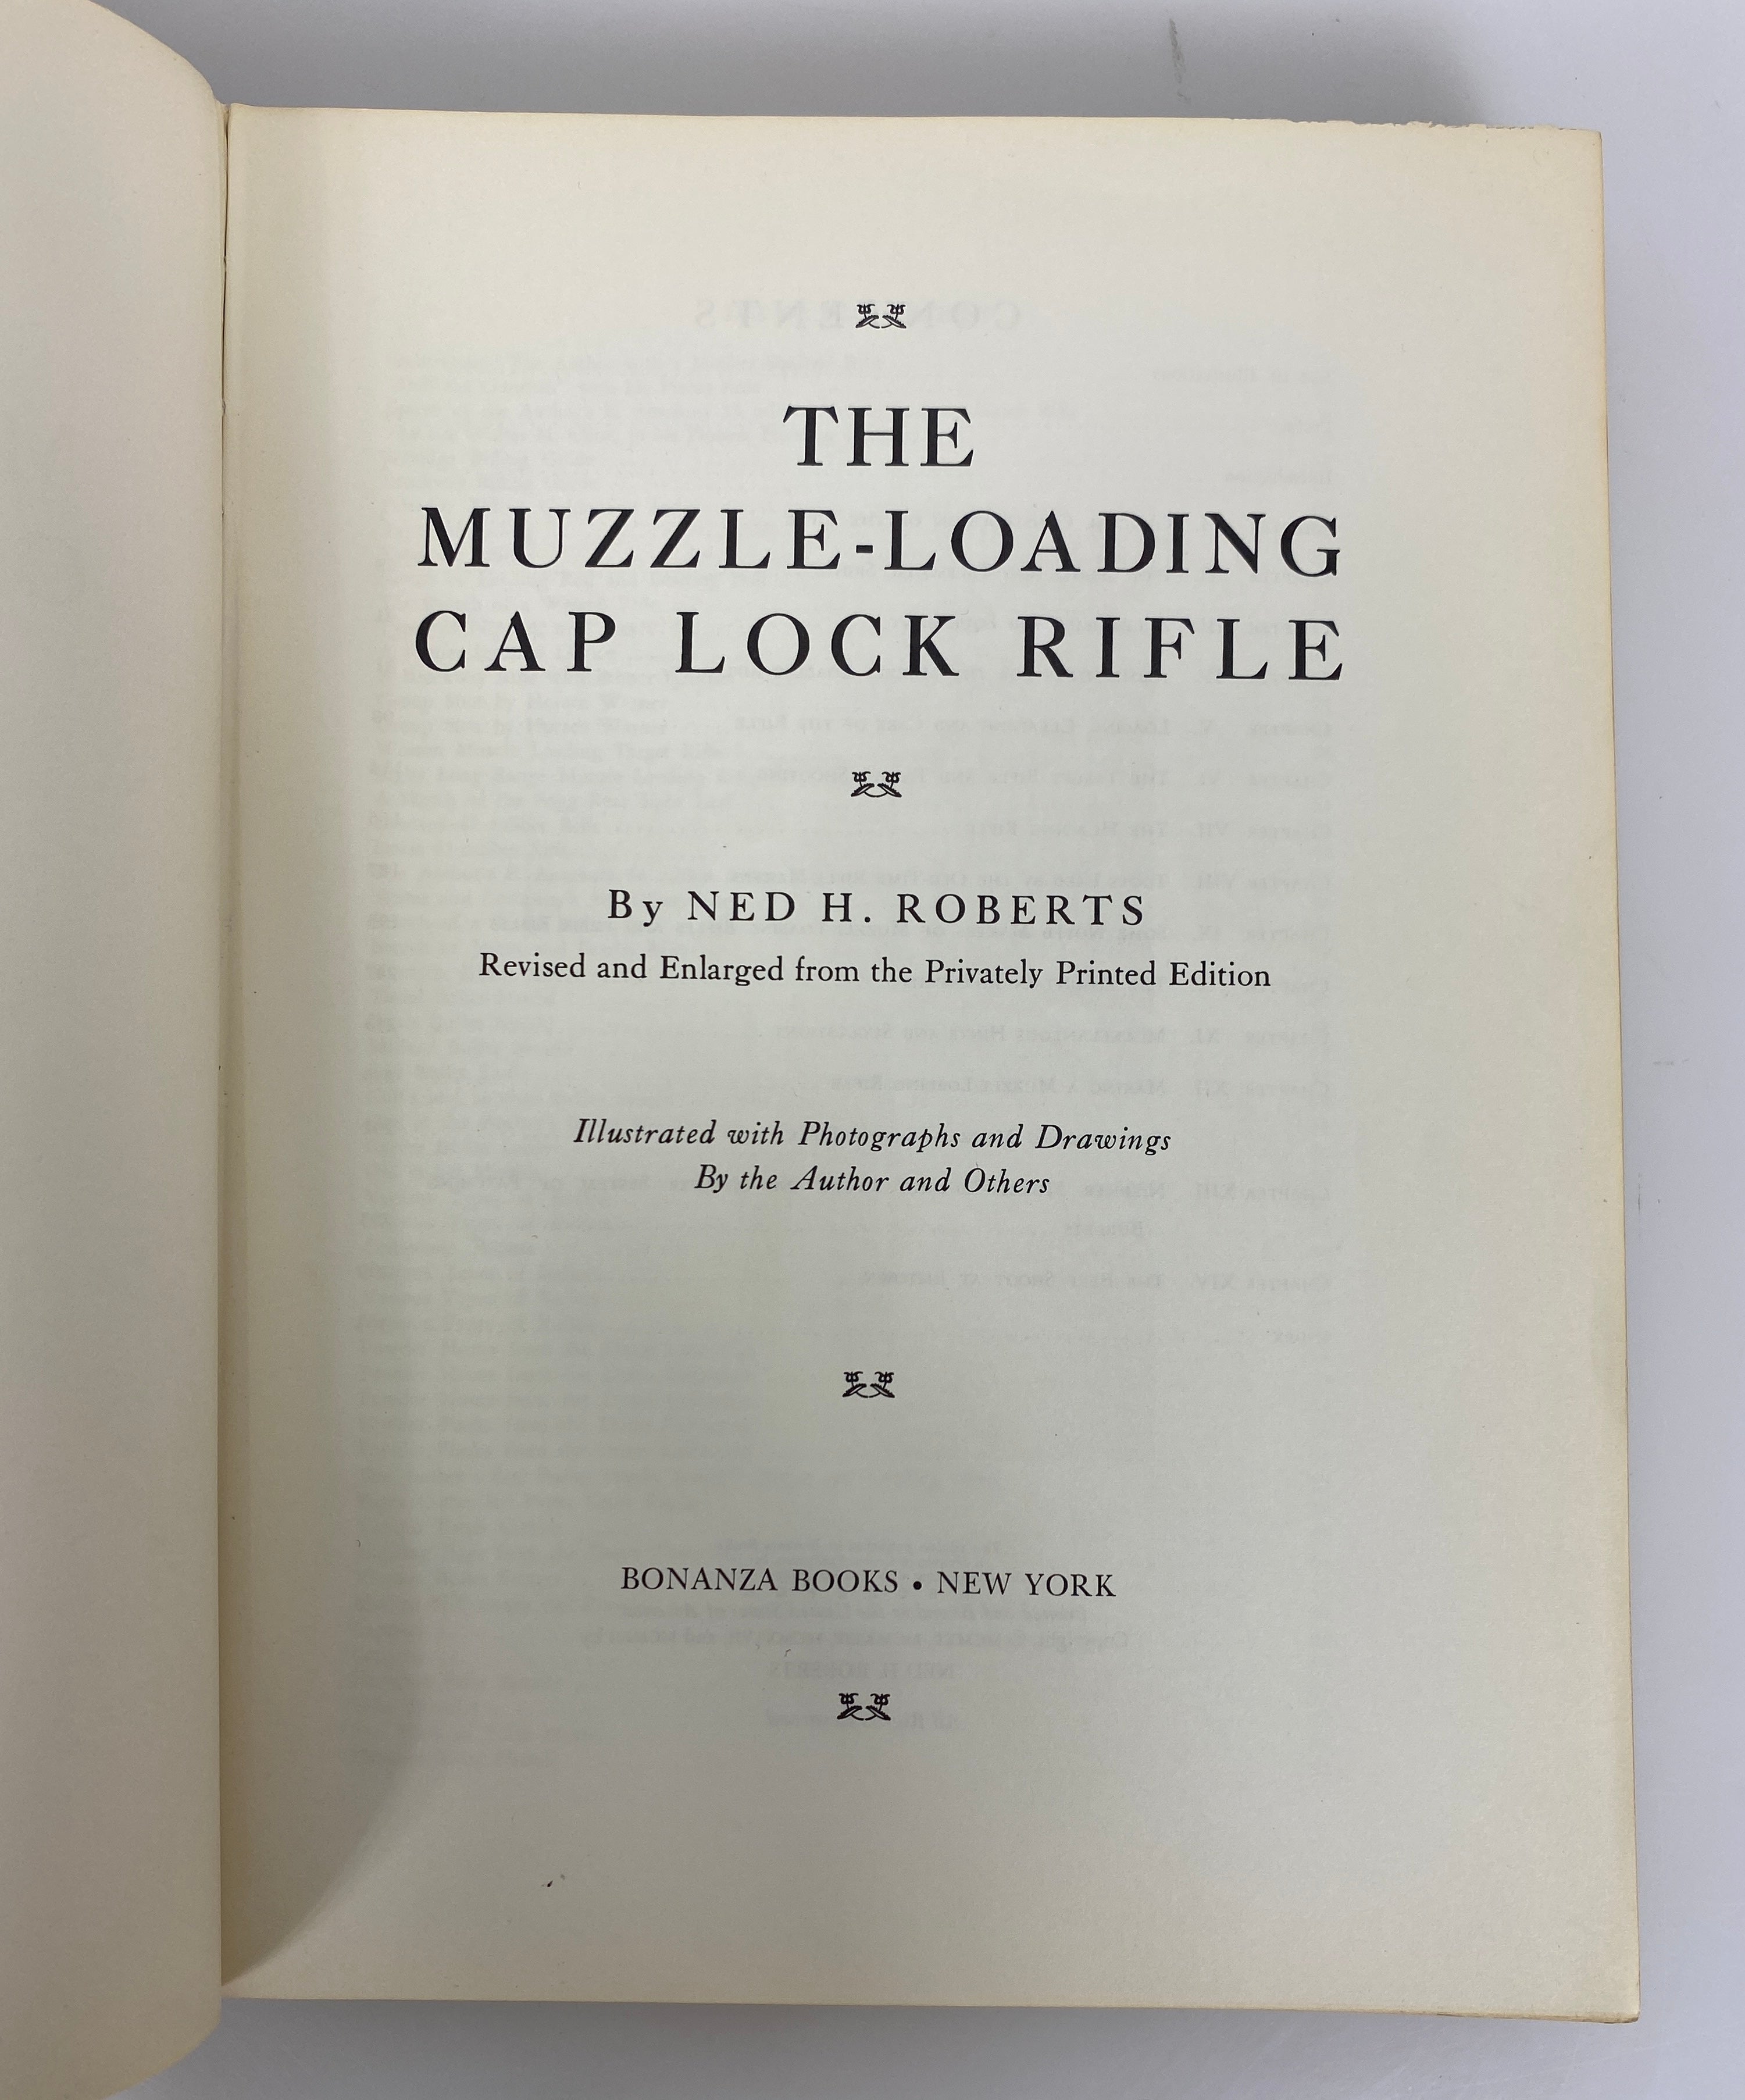 THE
MUZZLE-LOADING
CAP LOCK RIFLE
By NED H. ROBERTS
Revised and Enlarged from the Privately Printed Edition
Illustrated with Photographs and Drawings
By the Author and Others
BONANZA BOOKS • NEW YORK